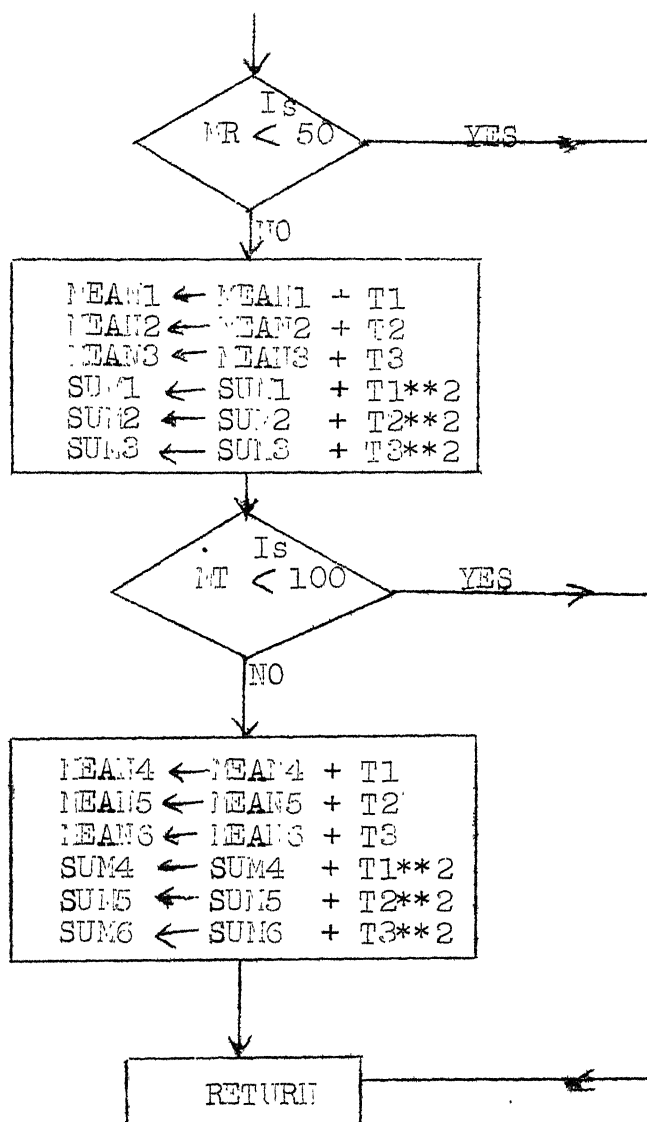 Is
MR < 50
YES
NO
MEAN1 ← MEAN1 + T1
MEAN2 ← MEAN2 + T2
MEAN3 ← MEAN3 + T3
SUM1 ← SUM1 + T1**2
SUM2 ← SUM2 + T2**2
SUM3 ← SUM3 + T3**2
Is
MT < 100
YES
NO
MEAN4 ← MEAN4 + T1
MEAN5 ← MEAN5 + T2
MEAN6 ← MEAN6 + T3
SUM4 ← SUM4 + T1**2
SUM5 ← SUM5 + T2**2
SUM6 ← SUM6 + T3**2
RETURN